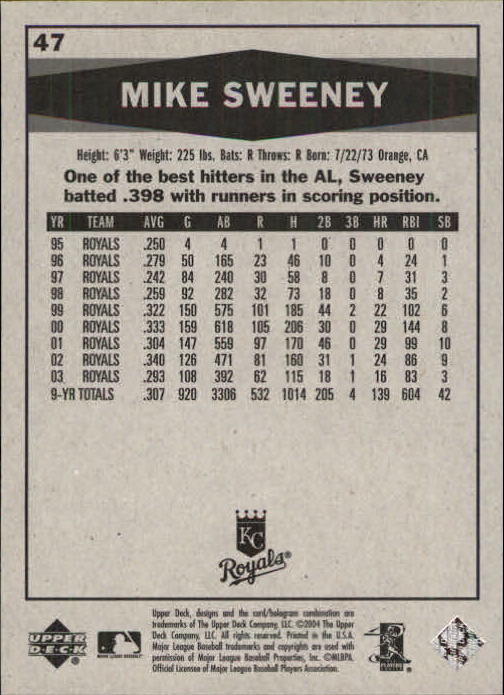 47
MIKE SWEENEY
Height: 6'3" Weight: 225 lbs. Bats: R Throws: R Born: 7/22/73 Orange, CA
One of the best hitters in the AL, Sweeney
batted .398 with runners in scoring position.
YR TEAM AVG G AB R H 2B 3B HR RBI SB
95 ROYALS .250 4 4 1 1 0 0 0 0 0
96 ROYALS .279 50 165 23 46 10 0 4 24 1
97 ROYALS .242 84 240 30 58 8 0 7 31 3
98 ROYALS .259 92 282 32 73 18 0 8 35 2
99 ROYALS .322 150 575 101 185 44 2 22 102 6
00 ROYALS .333 159 618 105 206 30 0 29 144 8
01 ROYALS .304 147 559 97 170 46 0 29 99 10
02 ROYALS .340 126 471 81 160 31 1 24 86 9
03 ROYALS .293 108 392 62 115 18 1 16 83 3
9-YR TOTALS .307 920 3306 532 1014 205 4 139 604 42
KC
Royals®
Upper Deck, designs and the card/hologram combination are
trademarks of The Upper Deck Company, LLC. ©2004 The Upper
Deck Company, LLC. All rights reserved. Printed in the U.S.A.
Major League Baseball trademarks and copyrights are used with
permission of Major League Baseball Properties, Inc. ©MLBPA.
Official Licensee of Major League Baseball Players Association.
UPPER
DECK
MAJOR LEAGUE BASEBALL
PLAYERS